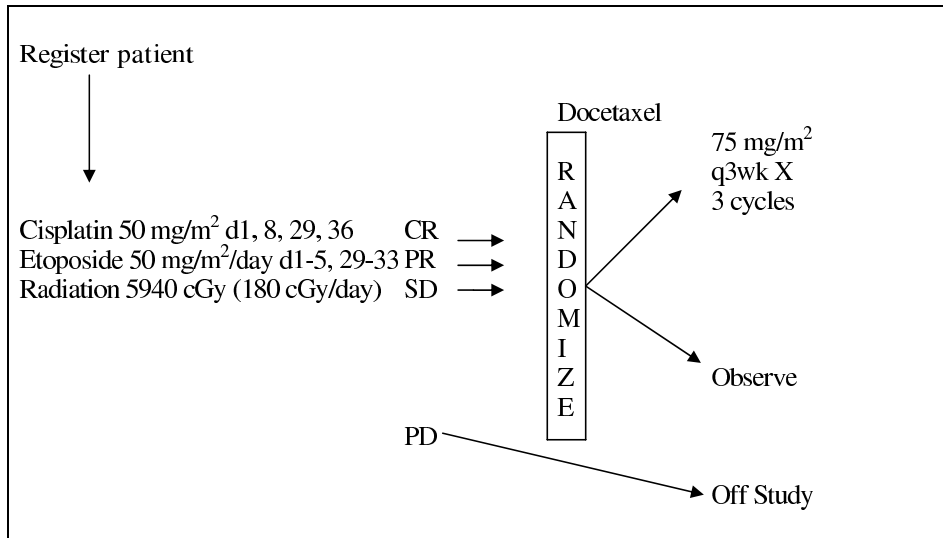 Register patient
Cisplatin 50 mg/m² d1, 8, 29, 36 CR
Etoposide 50 mg/m²/day d1-5, 29-33 PR
Radiation 5940 cGy (180 cGy/day) SD
PD
Docetaxel
R
A
N
D
O
M
I
Z
E
75 mg/m²
q3wk X
3 cycles
Observe
Off Study